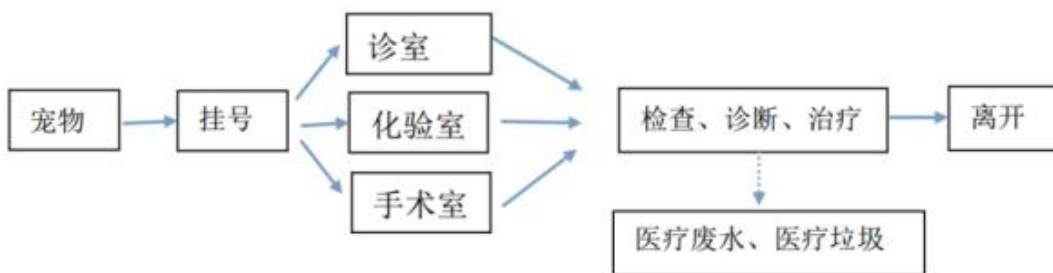 宠物
挂号
诊室
化验室
手术室
检查、诊断、治疗
离开
医疗废水、医疗垃圾